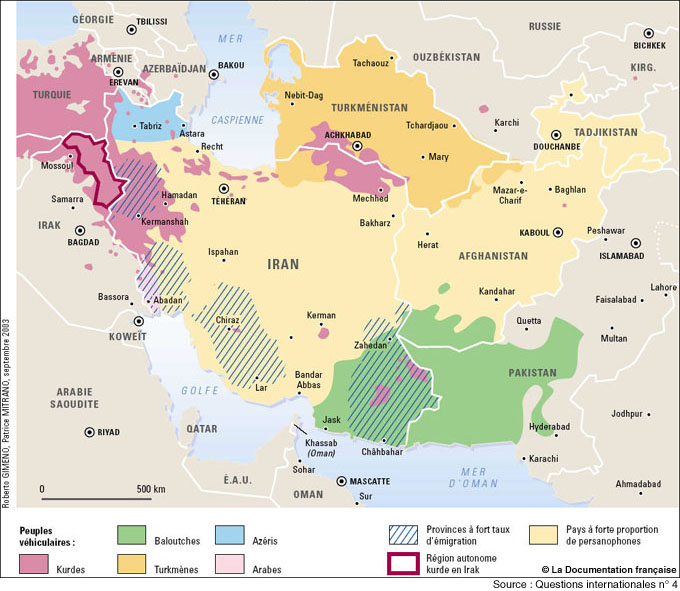 GÉORGIE
TBILISSI
MER
RUSSIE
BICHKEK
ARMÉNIE
EREVAN
AZERBAÏDJAN
BAKOU
Tachaouz
OUZBÉKISTAN
KIRG.
TURQUIE
Nebit-Dag
TURKMÉNISTAN
CASPIENNE
Tabriz
Astara
Recht
Tchardjaou
Karchi
ACHKHABAD
DOUCHANBE
TADJIKISTAN
Mossoul
Mary
Samarra
Hamadan
TÉHÉRAN
Mechhed
Mazar-e-
Charif
Baghlan
IRAK
Kermanshah
Bakharz
BAGDAD
Herat
KABOUL
Peshawar
ISLAMABAD
Ispahan
IRAN
AFGHANISTAN
Bassora
Abadan
Kandahar
Faisalabad
Lahore
KOWEÏT
Chiraz
Kerman
Quetta
Multan
Zahedan
ARABIE
SAOUDITE
GOLFE
Lar
Bandar
Abbas
PAKISTAN
RIYAD
QATAR
Jask
Khassab
(Oman)
Châhbahar
Hyderabad
Jodhpur
Karachi
É.A.U.
Sohar
MASCATTE
MER
D'OMAN
Ahmadabad
OMAN
Sur
0
500 km
Roberto GIMENO, Patrice MITRANO, septembre 2003
Peuples
véhiculaires :
Kurdes
Baloutches
Turkmènes
Azéris
Arabes
Provinces à fort taux
d'émigration
Région autonome
kurde en Irak
Pays à forte proportion
de persanophones
© La Documentation française
Source : Questions internationales n° 4